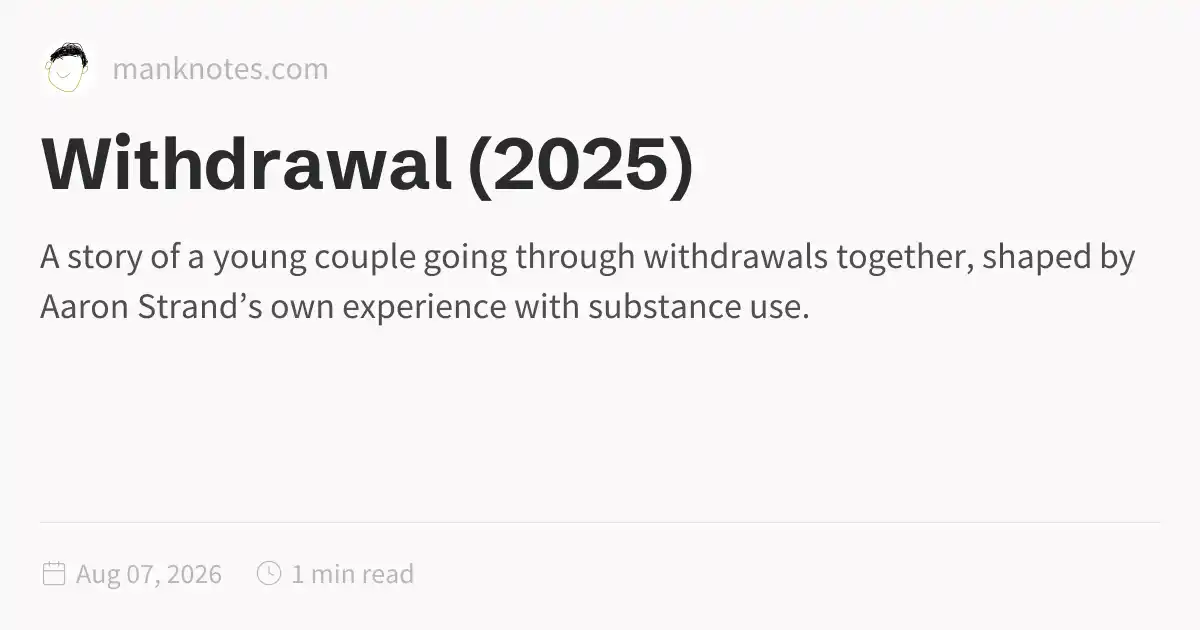 manknotes.com
Withdrawal (2025)
A story of a young couple going through withdrawals together, shaped by
Aaron Strand’s own experience with substance use.
Aug 07, 2026 1 min read